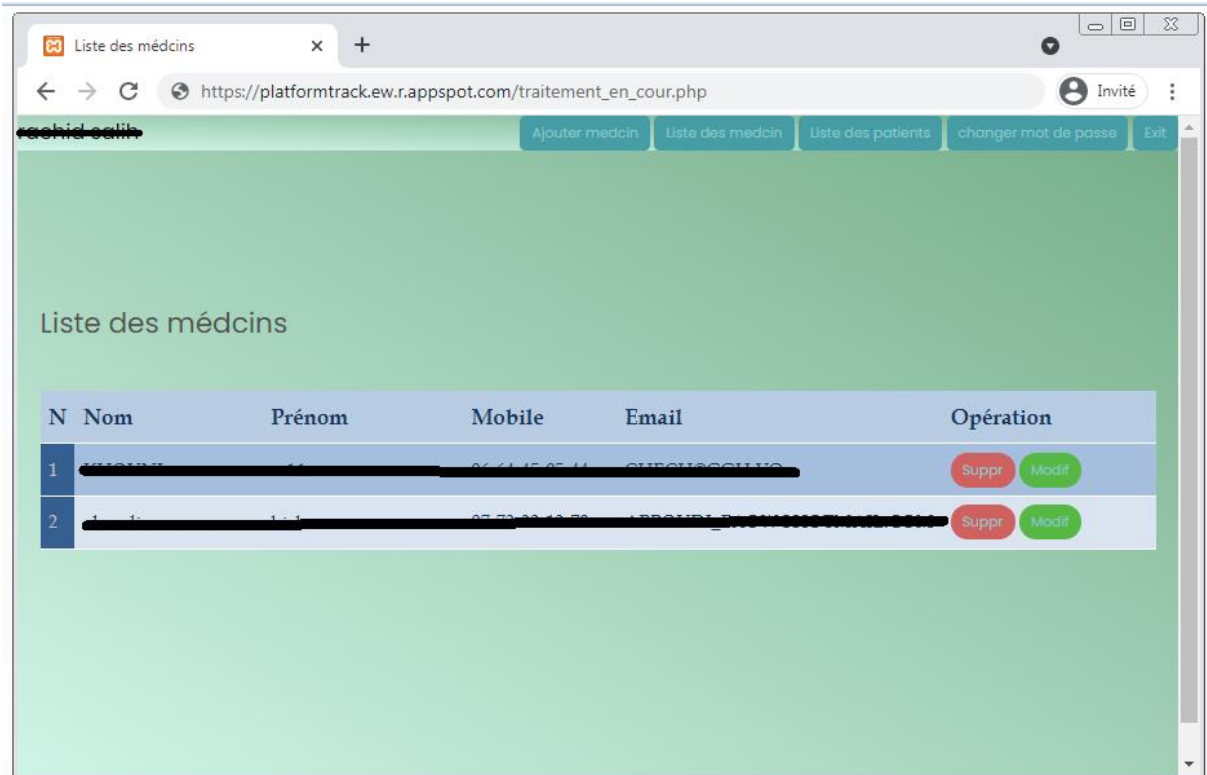 Liste des médcins
https://platformtrack.ew.r.appspot.com/traitement_en_cour.php
Invité
Ajouter medcin Liste des medcin Liste des patients changer mot de passe Exit
Liste des médcins
N Nom Prénom Mobile Email Opération
1 Suppr Modif
2 Suppr Modif